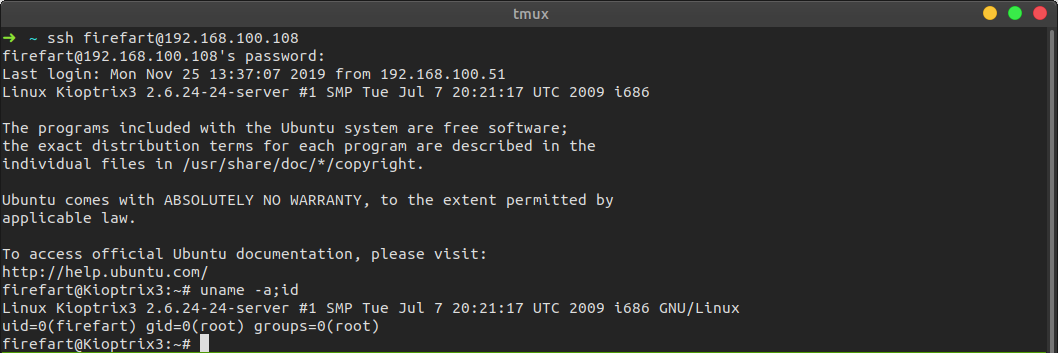 tmux
➜ ~ ssh firefart@192.168.100.108
firefart@192.168.100.108's password:
Last login: Mon Nov 25 13:37:07 2019 from 192.168.100.51
Linux Kioptrix3 2.6.24-24-server #1 SMP Tue Jul 7 20:21:17 UTC 2009 i686
The programs included with the Ubuntu system are free software;
the exact distribution terms for each program are described in the
individual files in /usr/share/doc/*/copyright.
Ubuntu comes with ABSOLUTELY NO WARRANTY, to the extent permitted by
applicable law.
To access official Ubuntu documentation, please visit:
http://help.ubuntu.com/
firefart@Kioptrix3:~# uname -a;id
Linux Kioptrix3 2.6.24-24-server #1 SMP Tue Jul 7 20:21:17 UTC 2009 i686 GNU/Linux
uid=0(firefart) gid=0(root) groups=0(root)
firefart@Kioptrix3:~#